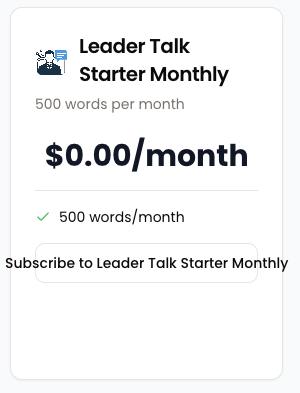 Leader Talk
Starter Monthly
500 words per month
$0.00/month
500 words/month
Subscribe to Leader Talk Starter Monthly